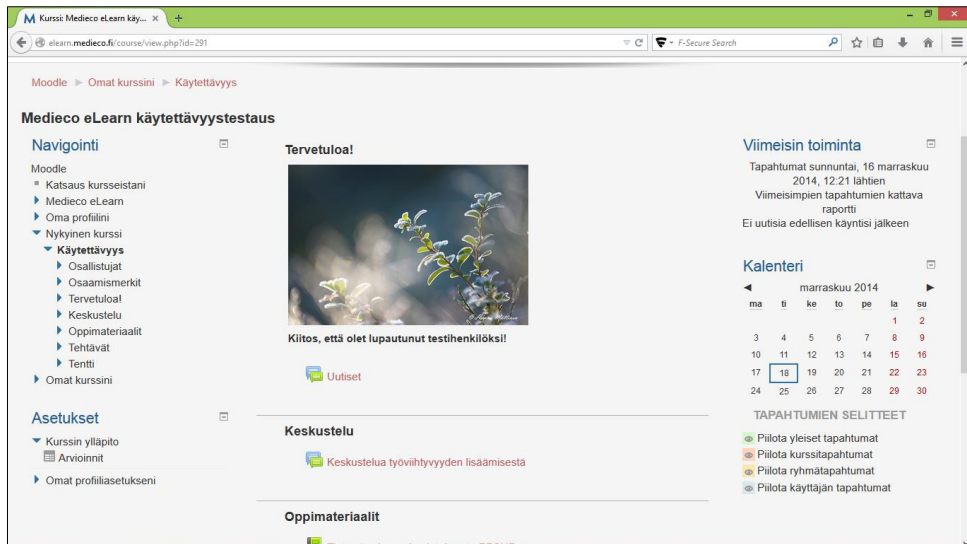 Kurssi: Medieco eLearn käy...
elearn.medieco.fi/course/view.php?id=291
F-Secure Search
Moodle ► Omat kurssini ► Käytettävyys
Medieco eLearn käytettävyystestaus
Navigointi
Moodle
Katsaus kursseistani
Medieco eLearn
Oma profiilini
Nykyinen kurssi
Käytettävyys
Osallistujat
Osaamismerkit
Tervetuloa!
Keskustelu
Oppimateriaalit
Tehtävät
Tentti
Omat kurssini
Asetukset
Kurssin ylläpito
Arvioinnit
Omat profiiliasetukseni
Tervetuloa!
Kiitos, että olet lupautunut testihenkilöksi!
Uutiset
Keskustelu
Keskustelua työviihtyvyyden lisäämisestä
Oppimateriaalit
Viimeisin toiminta
Tapahtumat sunnuntai, 16 marraskuu
2014, 12:21 lähtien
Viimeisimpien tapahtumien kattava
raportti
Ei uutisia edellisen käyntisi jälkeen
Kalenteri
◄ marraskuu 2014 ►
ma ti ke to pe la su
1 2
3 4 5 6 7 8 9
10 11 12 13 14 15 16
17 18 19 20 21 22 23
24 25 26 27 28 29 30
TAPAHTUMIEN SELITTEET
Piilota yleiset tapahtumat
Piilota kurssitapahtumat
Piilota ryhmätapahtumat
Piilota käyttäjän tapahtumat